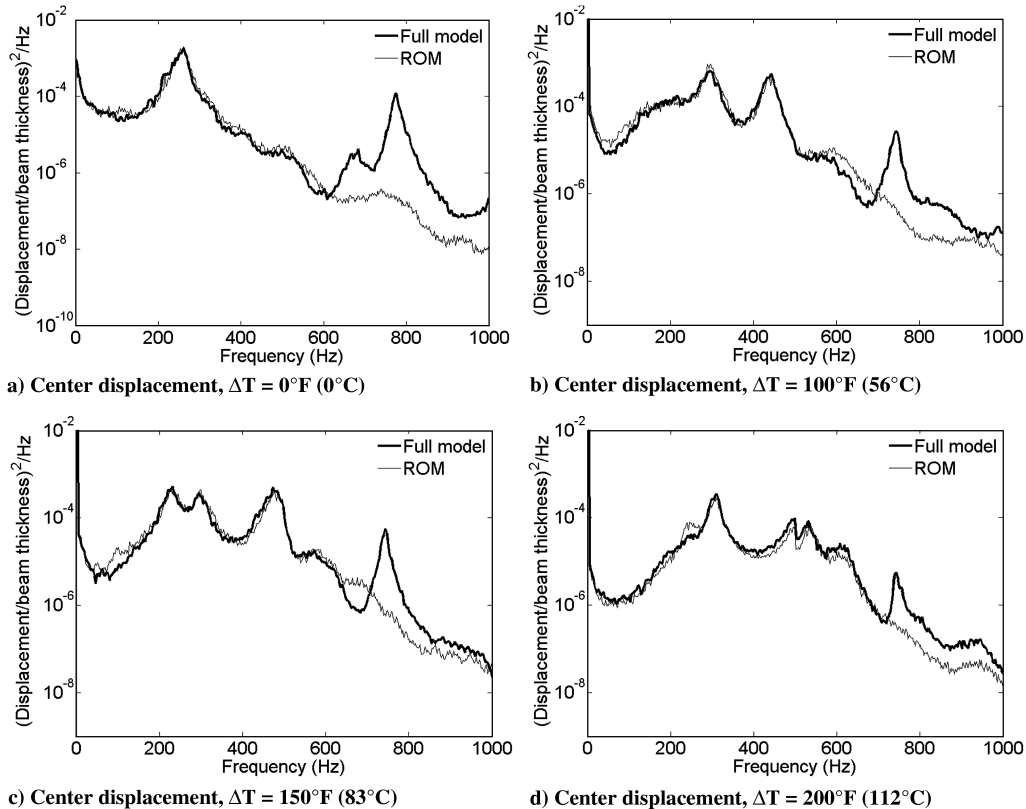 (Displacement/beam thickness)²/Hz
10⁻²
10⁻⁴
10⁻⁶
10⁻⁸
10⁻¹⁰
Full model
ROM
0 200 400 600 800 1000
Frequency (Hz)
a) Center displacement, ΔT = 0°F (0°C)
(Displacement/beam thickness)²/Hz
10⁻²
10⁻⁴
10⁻⁶
10⁻⁸
Full model
ROM
0 200 400 600 800 1000
Frequency (Hz)
b) Center displacement, ΔT = 100°F (56°C)
(Displacement/beam thickness)²/Hz
10⁻²
10⁻⁴
10⁻⁶
10⁻⁸
Full model
ROM
0 200 400 600 800 1000
Frequency (Hz)
c) Center displacement, ΔT = 150°F (83°C)
(Displacement/beam thickness)²/Hz
10⁻²
10⁻⁴
10⁻⁶
10⁻⁸
Full model
ROM
0 200 400 600 800 1000
Frequency (Hz)
d) Center displacement, ΔT = 200°F (112°C)